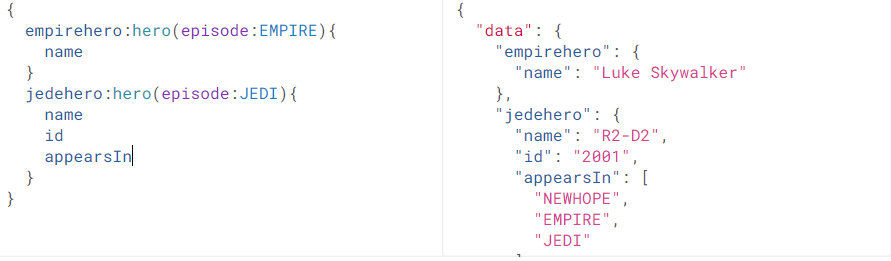 {
empirehero:hero(episode:EMPIRE){
name
}
jedehero:hero(episode:JEDI){
name
id
appearsIn
}
}
{
"data": {
"empirehero": {
"name": "Luke Skywalker"
},
"jedehero": {
"name": "R2-D2",
"id": "2001",
"appearsIn": [
"NEWHOPE",
"EMPIRE",
"JEDI"